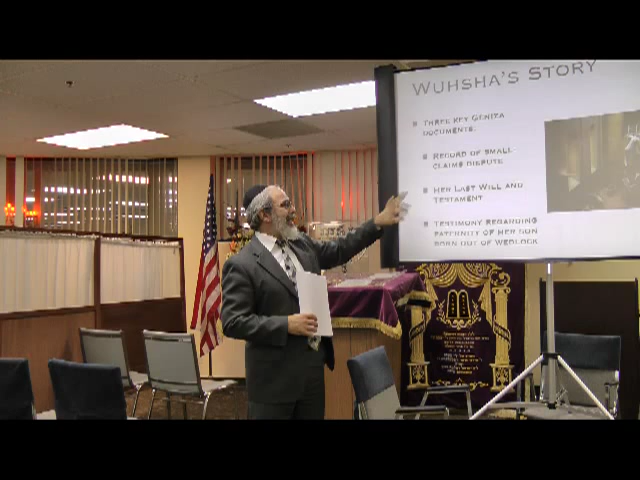 Wuhsha's Story
Three key Geniza
documents:
Record of small-
claims dispute
Her Last Will and
Testament
Testimony regarding
paternity of her son
born out of wedlock